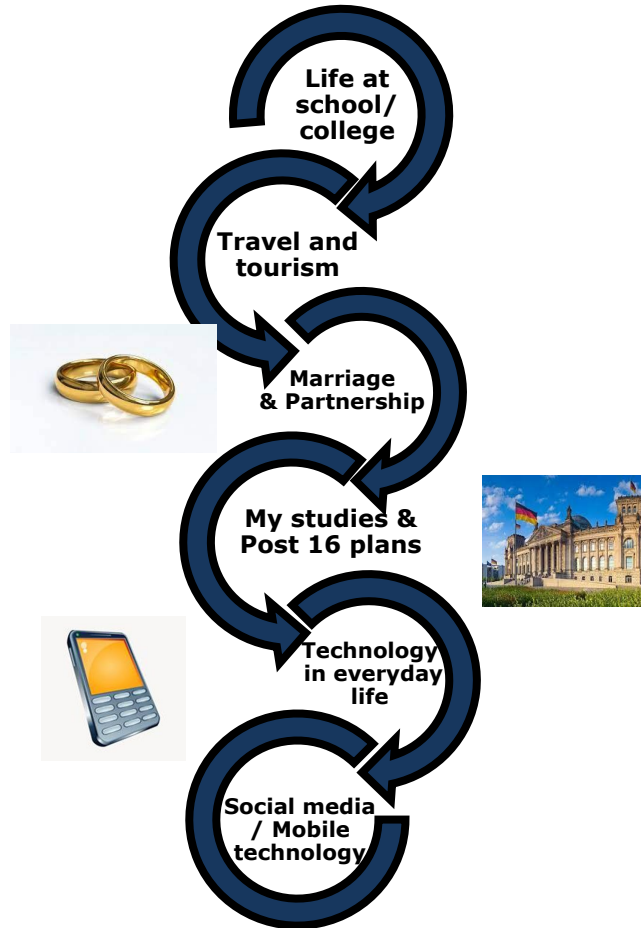 Life at
school/
college
Travel and
tourism
Marriage
& Partnership
My studies &
Post 16 plans
Technology
in everyday
life
Social media
/ Mobile
technology